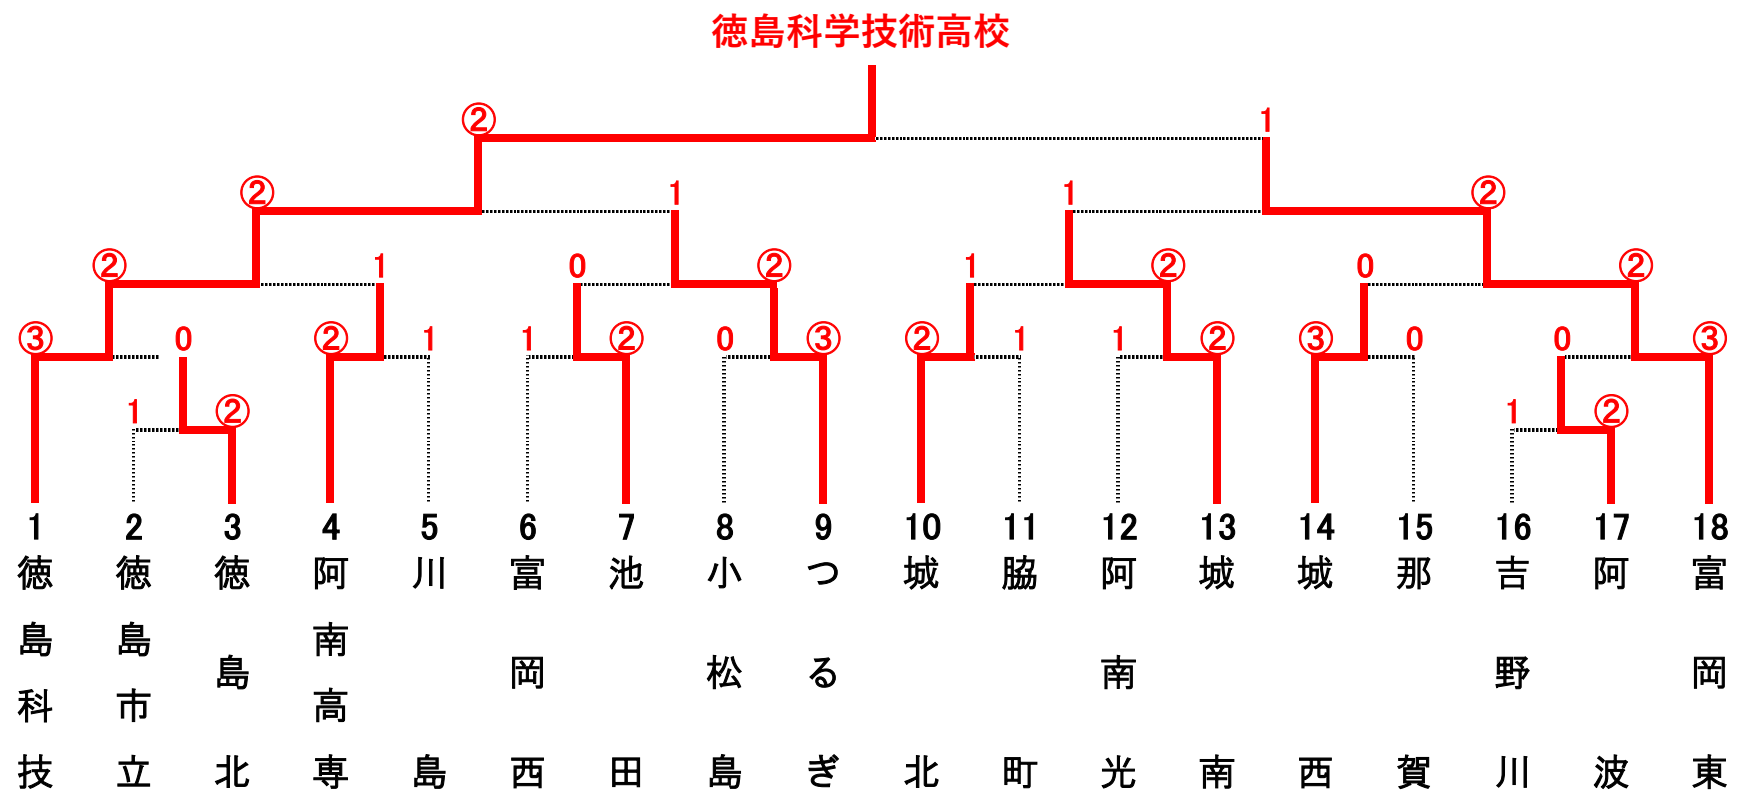 徳島科学技術高校
② 1
② 1 1 ②
② 1 0 ② 1 ② 0 ②
③ 0 ② 1 1 ② 0 ③ ② 1 1 ② ③ 0 0 ③
1 ② 1 ②
1 2 3 4 5 6 7 8 9 10 11 12 13 14 15 16 17 18
徳島科技
徳島市立
徳島北
阿南高専
川島
富岡西
池田
小松島
つるぎ
城北
脇町
阿南光
城南
城西
那賀
吉野川
阿波
富岡東